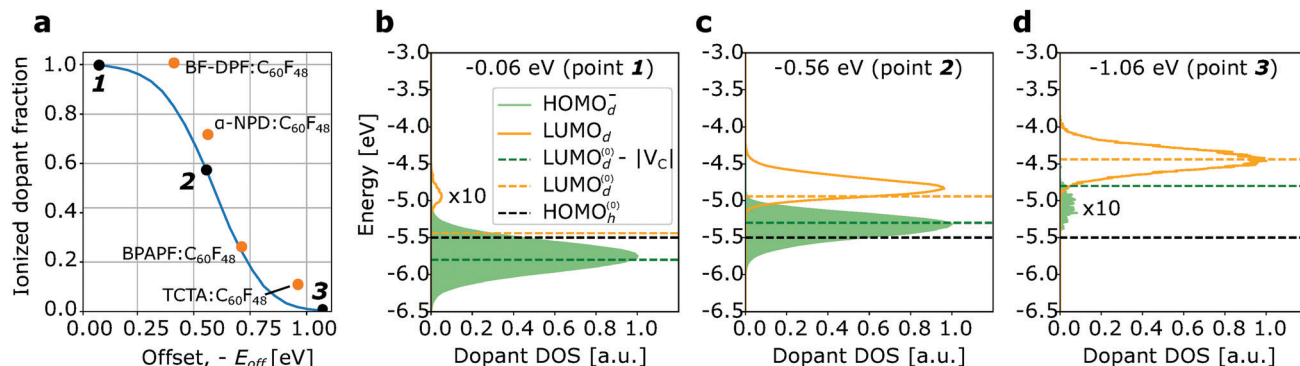 a
Ionized dopant fraction
1.0
0.8
0.6
0.4
0.2
0.0
0.00 0.25 0.50 0.75 1.00
Offset, - E_off [eV]
1
BF-DPF:C₆₀F₄₈
α-NPD:C₆₀F₄₈
2
BPAPF:C₆₀F₄₈
TCTA:C₆₀F₄₈
3
b
Energy [eV]
-3.0
-3.5
-4.0
-4.5
-5.0
-5.5
-6.0
-6.5
0.0 0.2 0.4 0.6 0.8 1.0
Dopant DOS [a.u.]
-0.06 eV (point 1)
HOMO_d⁻
LUMO_d
LUMO_d⁽⁰⁾ - |V_C|
LUMO_d⁽⁰⁾
HOMO_h⁽⁰⁾
x10
c
-3.0
-3.5
-4.0
-4.5
-5.0
-5.5
-6.0
-6.5
0.0 0.2 0.4 0.6 0.8 1.0
Dopant DOS [a.u.]
-0.56 eV (point 2)
d
-3.0
-3.5
-4.0
-4.5
-5.0
-5.5
-6.0
-6.5
0.0 0.2 0.4 0.6 0.8 1.0
Dopant DOS [a.u.]
-1.06 eV (point 3)
x10